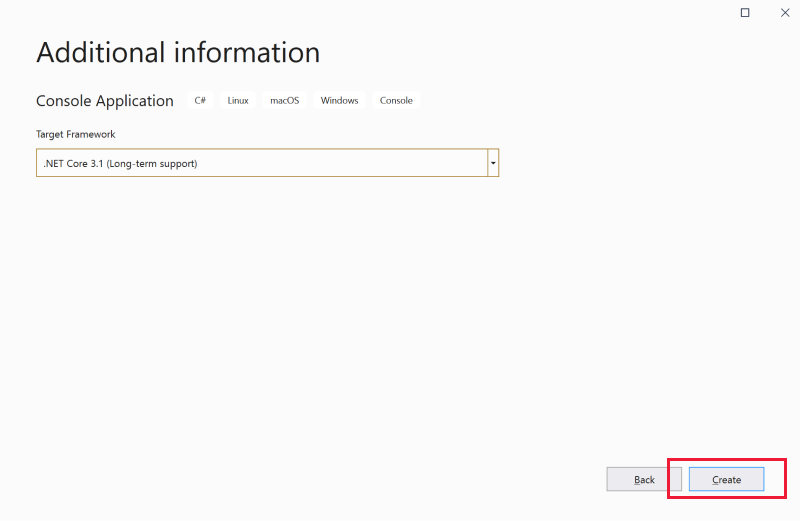 Additional information
Console Application C# Linux macOS Windows Console
Target Framework
.NET Core 3.1 (Long-term support)
Back Create